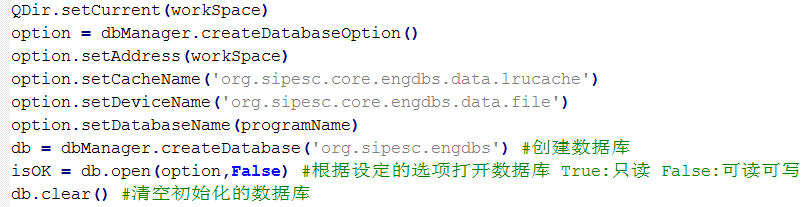 QDir.setCurrent(workSpace)
option = dbManager.createDatabaseOption()
option.setAddress(workSpace)
option.setCacheName('org.sipesc.core.engdbs.data.lrucache')
option.setDeviceName('org.sipesc.core.engdbs.data.file')
option.setDatabaseName(programName)
db = dbManager.createDatabase('org.sipesc.engdbs') #创建数据库
isOK = db.open(option,False) #根据设定的选项打开数据库 True:只读 False:可读可写
db.clear() #清空初始化的数据库